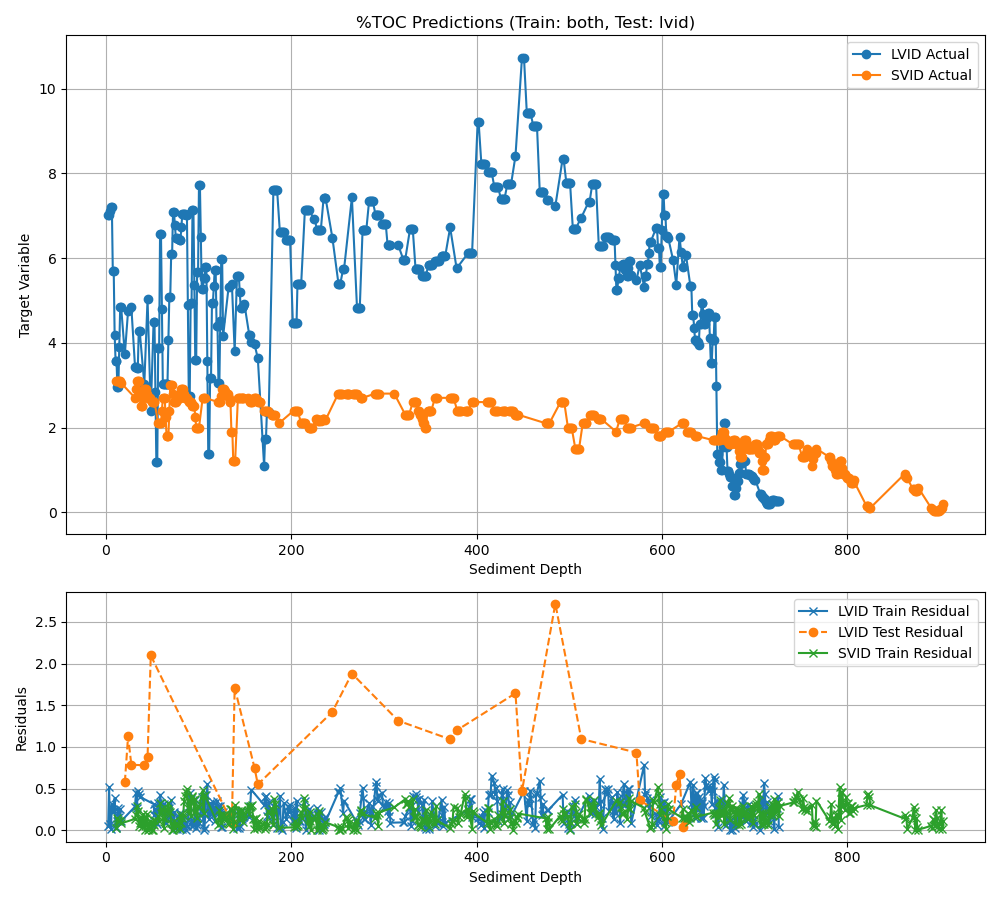 %TOC Predictions (Train: both, Test: lvid)
LVID Actual
SVID Actual
Target Variable
10
8
6
4
2
0
0 200 400 600 800
Sediment Depth
LVID Train Residual
LVID Test Residual
SVID Train Residual
Residuals
2.5
2.0
1.5
1.0
0.5
0.0
0 200 400 600 800
Sediment Depth